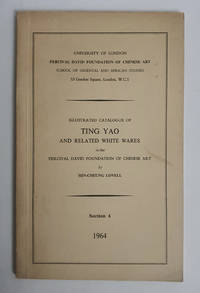 UNIVERSITY OF LONDON
PERCIVAL DAVID FOUNDATION OF CHINESE ART
SCHOOL OF ORIENTAL AND AFRICAN STUDIES
53 Gordon Square, London, W.C.1
ILLUSTRATED CATALOGUE OF
TING YAO
AND RELATED WHITE WARES
in the
PERCIVAL DAVID FOUNDATION OF CHINESE ART
by
HIN-CHEUNG LOVELL
Section 4
1964